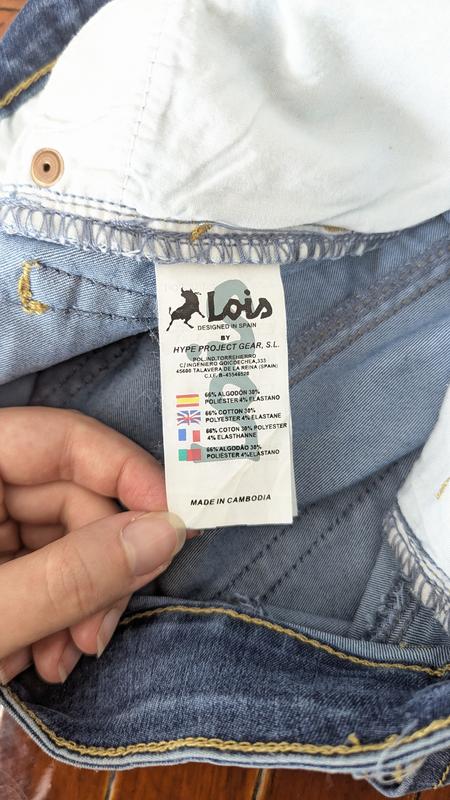 Lois
DESIGNED IN SPAIN
BY
HYPE PROJECT GEAR, S.L.
POL.IND.TORREHIERRO
C/INGENIERO GOICOECHEA,333
45600 TALAVERA DE LA REINA (SPAIN)
C.I.F. B-45546528
66% ALGODÓN 30%
POLIÉSTER 4% ELASTANO
66% COTTON 30%
POLYESTER 4% ELASTANE
66% COTON 30% POLYESTER
4% ELASTHANNE
66% ALGODÃO 30%
POLIESTER 4% ELASTANO
MADE IN CAMBODIA